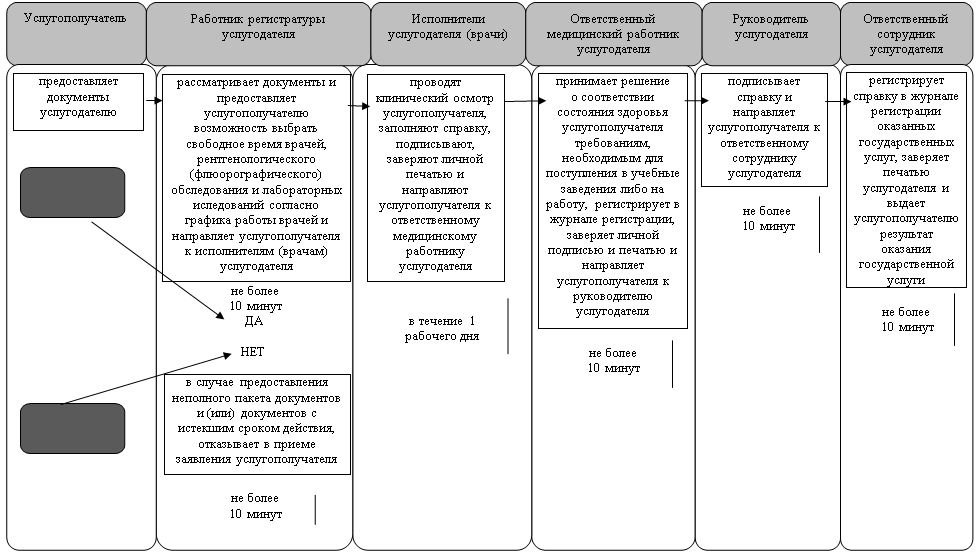 Услугополучатель
Работник регистратуры
услугодателя
Исполнители
услугодателя (врачи)
Ответственный
медицинский работник
услугодателя
Руководитель
услугодателя
Ответственный
сотрудник
услугодателя
предоставляет
документы
услугодателю
рассматривает документы и
предоставляет
услугополучателю
возможность выбрать
свободное время врачей,
рентгенологического
(флюорографического)
обследования и лабораторных
иследований согласно
графика работы врачей и
направляет услугополучателя
к исполнителям (врачам)
услугодателя
не более
10 минут
ДА
НЕТ
в случае предоставления
неполного пакета документов
и (или) документов с
истекшим сроком действия,
отказывает в приеме
заявления услугополучателя
не более
10 минут
проводят
клинический осмотр
услугополучателя,
заполняют справку,
подписывают,
заверяют личной
печатью и
направляют
услугополучателя к
ответственному
медицинскому
работнику
услугодателя
в течение 1
рабочего дня
принимает решение
о соответствии
состояния здоровья
услугополучателя
требованиям,
необходимым для
поступления в учебные
заведения либо на
работу, регистрирует в
журнале регистрации,
заверяет личной
подписью и печатью и
направляет
услугополучателя к
руководителю
услугодателя
не более
10 минут
подписывает
справку и
направляет
услугополучателя к
ответственному
сотруднику
услугодателя
не более
10 минут
регистрирует
справку в журнале
регистрации
оказанных
государственных
услуг, заверяет
печатью
услугодателя и
выдает
услугополучателю
результат
оказания
государственной
услуги
не более
10 минут